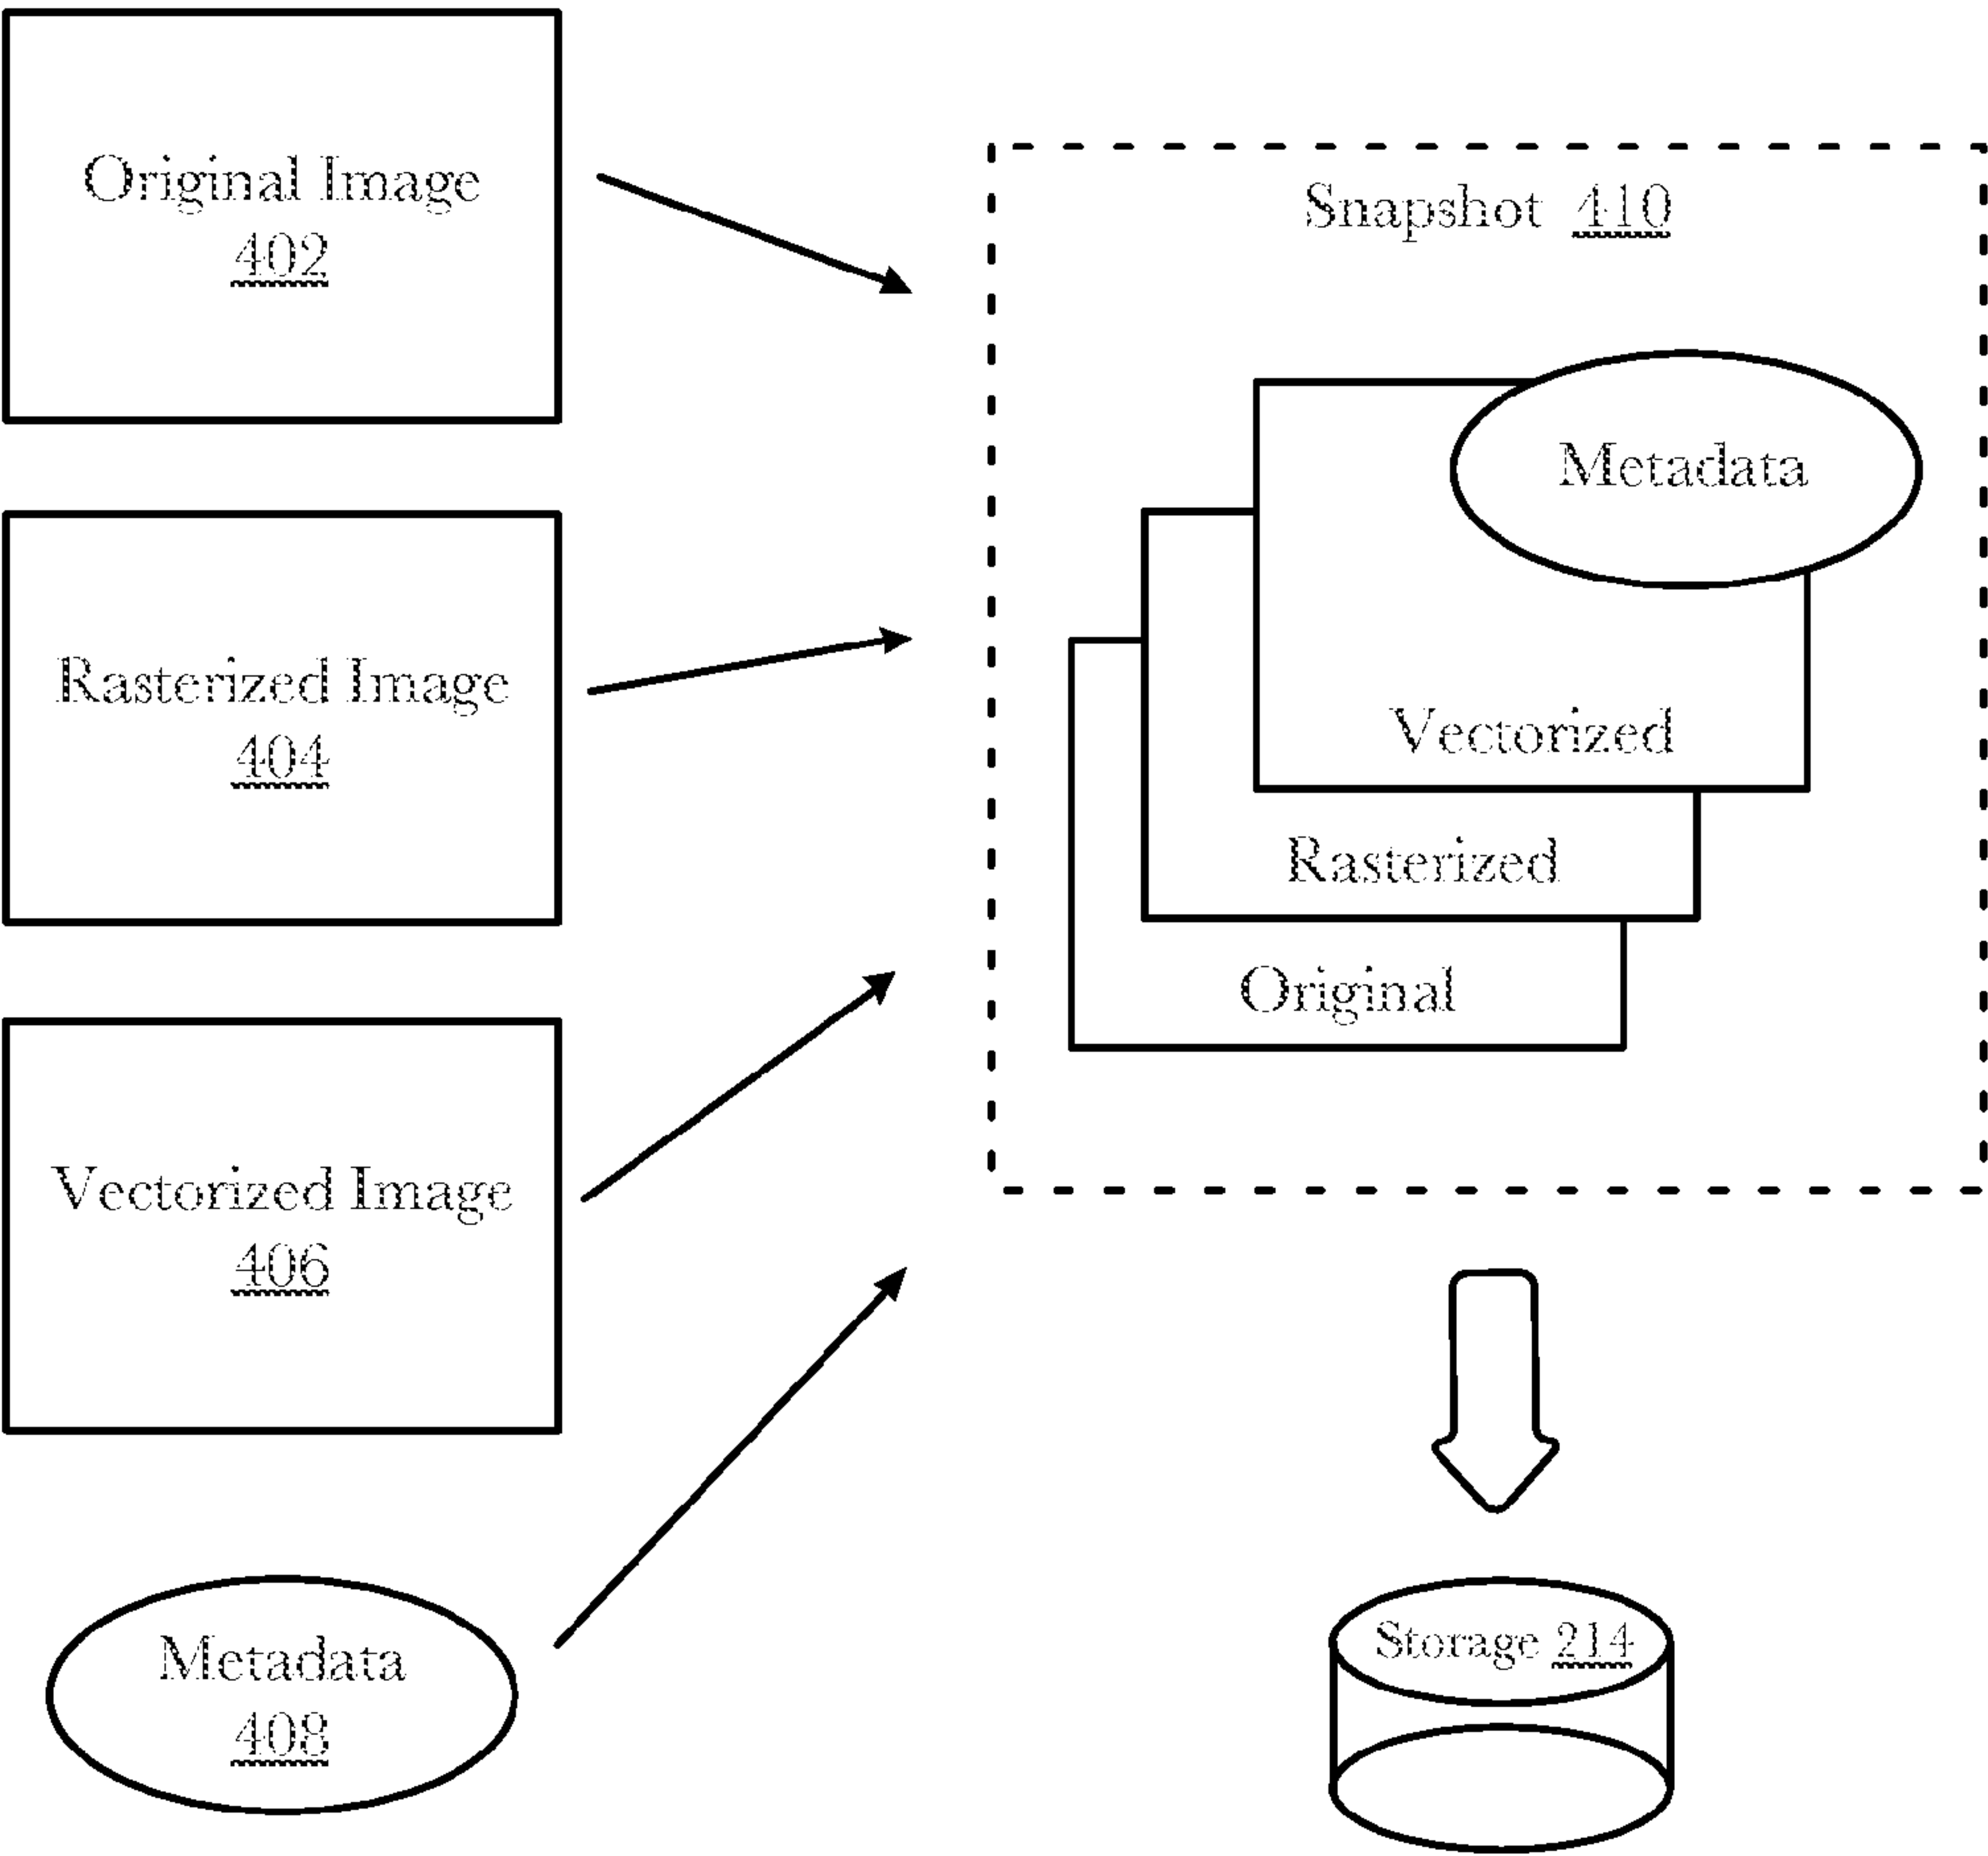 Original Image
402
Rasterized Image
404
Vectorized Image
406
Metadata
408
Snapshot 410
Metadata
Vectorized
Rasterized
Original
Storage 214